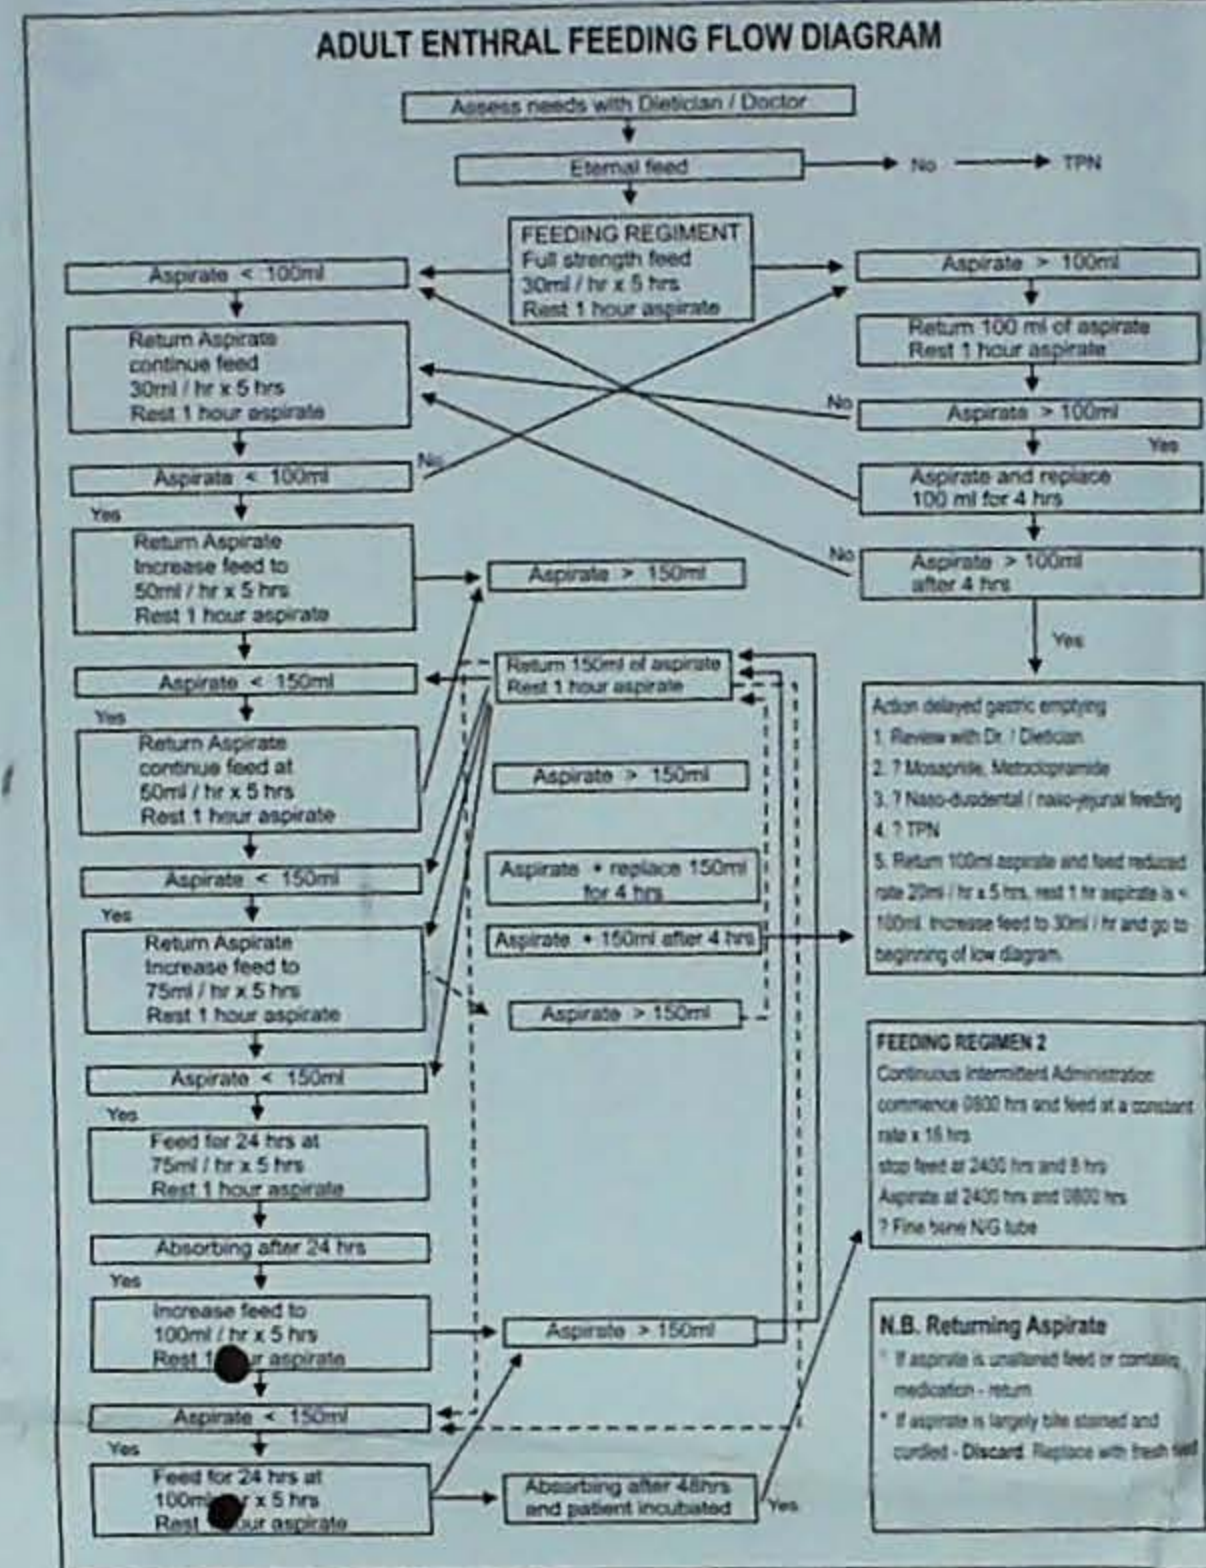 ADULT ENTHRAL FEEDING FLOW DIAGRAM
Assess needs with Dietician / Doctor
Eternal feed
No
TPN
FEEDING REGIMENT
Full strength feed
30ml / hr x 5 hrs
Rest 1 hour aspirate
Aspirate < 100ml
Return Aspirate
continue feed
30ml / hr x 5 hrs
Rest 1 hour aspirate
Aspirate < 100ml
No
Yes
Return Aspirate
Increase feed to
50ml / hr x 5 hrs
Rest 1 hour aspirate
Aspirate < 150ml
Yes
Return Aspirate
continue feed at
50ml / hr x 5 hrs
Rest 1 hour aspirate
Aspirate < 150ml
Yes
Return Aspirate
Increase feed to
75ml / hr x 5 hrs
Rest 1 hour aspirate
Aspirate < 150ml
Yes
Feed for 24 hrs at
75ml / hr x 5 hrs
Rest 1 hour aspirate
Absorbing after 24 hrs
Yes
Increase feed to
100ml / hr x 5 hrs
Rest aspirate
Aspirate < 150ml
Yes
Feed for 24 hrs at
x 5 hrs
Rest aspirate
Aspirate > 150ml
Return 150ml of aspirate
Rest 1 hour aspirate
Aspirate > 150ml
Aspirate + replace 150ml
for 4 hrs
Aspirate + 150ml after 4 hrs
Aspirate > 150ml
Aspirate > 150ml
Absorbing after 48hrs
and patient incubated
Yes
Aspirate > 100ml
Return 100 ml of aspirate
Rest 1 hour aspirate
No
Aspirate > 100ml
Yes
Aspirate and replace
100 ml for 4 hrs
No
Aspirate > 100ml
after 4 hrs
Yes
Action delayed gastric emptying
1. Review with Dr. / Dietician
2. ? Mosapride, Metoclopramide
3. ? Naso-duodental / naso-yejunal feeding
4. ? TPN
5. Return 100ml aspirate and feed reduced
rate 20ml / hr x 5 hrs, rest 1 hr aspirate is <
100ml. Increase feed to 30ml / hr and go to
beginning of low diagram.
FEEDING REGIMEN 2
Continuous Intermittent Administration
commence 0800 hrs and feed at a constant
rate x 16 hrs
stop feed at 2400 hrs and 8 hrs
Aspirate at 2400 hrs and 0800 hrs
? Fine bone N/G tube
N.B. Returning Aspirate
* If aspirate is unaltered feed or contains
medication - return
* If aspirate is largely bile stained and
curdled - Discard. Replace with fresh feed